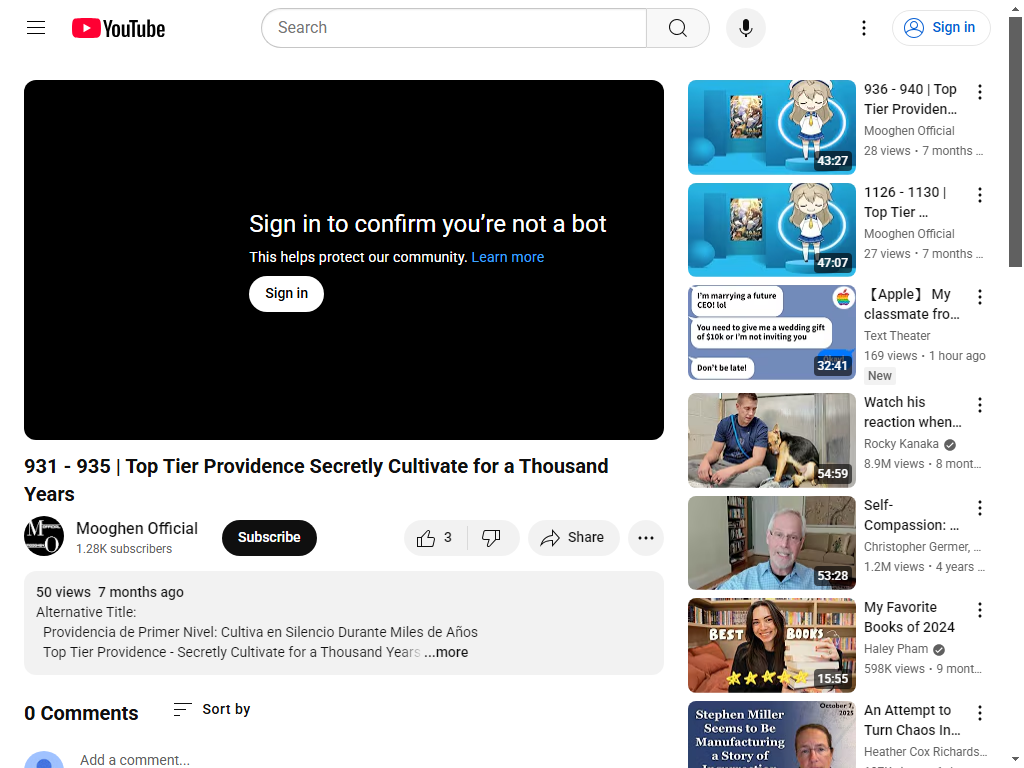 YouTube
Search
Sign in
Sign in to confirm you’re not a bot
This helps protect our community. Learn more
Sign in
931 - 935 | Top Tier Providence Secretly Cultivate for a Thousand
Years
Mooghen Official
1.28K subscribers
Subscribe
3
Share
50 views 7 months ago
Alternative Title:
Providencia de Primer Nivel: Cultiva en Silencio Durante Miles de Años
Top Tier Providence - Secretly Cultivate for a Thousand Years ...more
0 Comments
Sort by
Add a comment...
43:27
936 - 940 | Top
Tier Providen...
Mooghen Official
28 views • 7 months ...
47:07
1126 - 1130 |
Top Tier ...
Mooghen Official
27 views • 7 months ...
I'm marrying a future
CEO! lol
You need to give me a wedding gift
of $10k or I'm not inviting you
Don't be late!
32:41
【Apple】 My
classmate fro...
Text Theater
169 views • 1 hour ago
New
54:59
Watch his
reaction when...
Rocky Kanaka
8.9M views • 8 mont...
53:28
Self-
Compassion: ...
Christopher Germer, ...
1.2M views • 4 years ...
BEST BOOKS
15:55
My Favorite
Books of 2024
Haley Pham
598K views • 9 mont...
October 7,
2025
Stephen Miller
Seems to Be
Manufacturing
a Story of
An Attempt to
Turn Chaos In...
Heather Cox Richards...